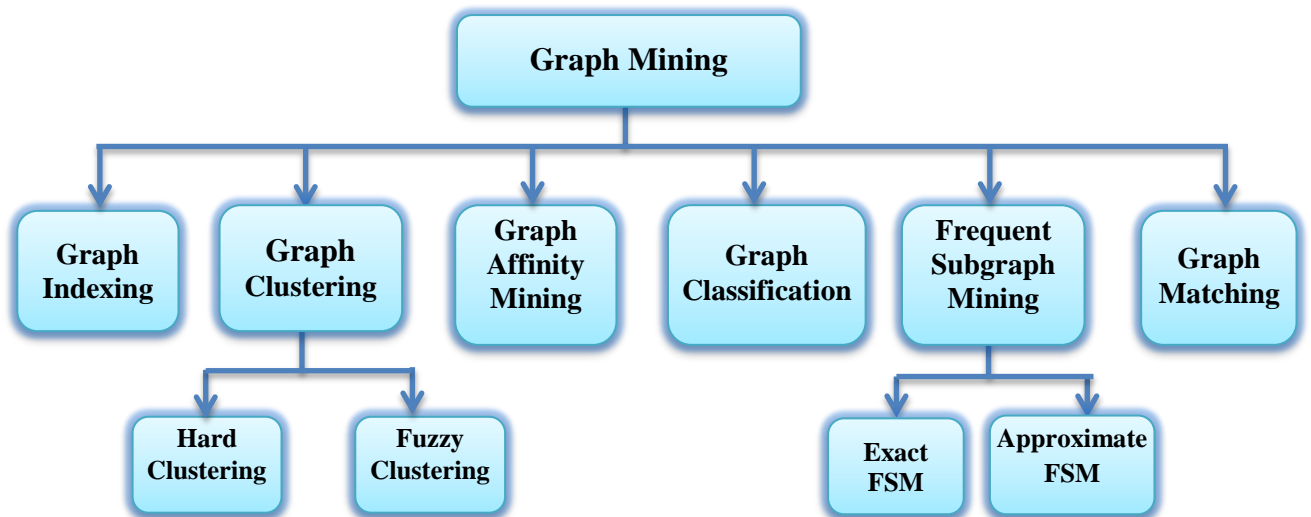 Graph Mining
Graph
Indexing
Graph
Clustering
Graph
Affinity
Mining
Graph
Classification
Frequent
Subgraph
Mining
Graph
Matching
Hard
Clustering
Fuzzy
Clustering
Exact
FSM
Approximate
FSM